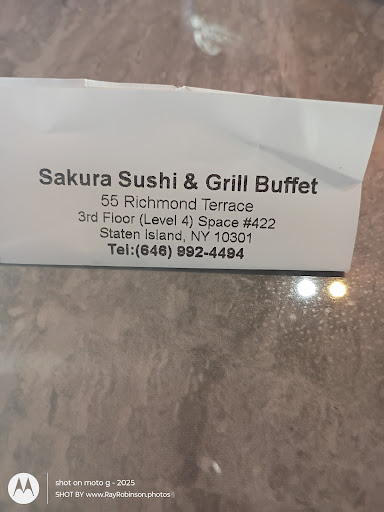 Sakura Sushi & Grill Buffet
55 Richmond Terrace
3rd Floor (Level 4) Space #422
Staten Island, NY 10301
Tel:(646) 992-4494
shot on moto g - 2025
SHOT BY www.RayRobinson.photos